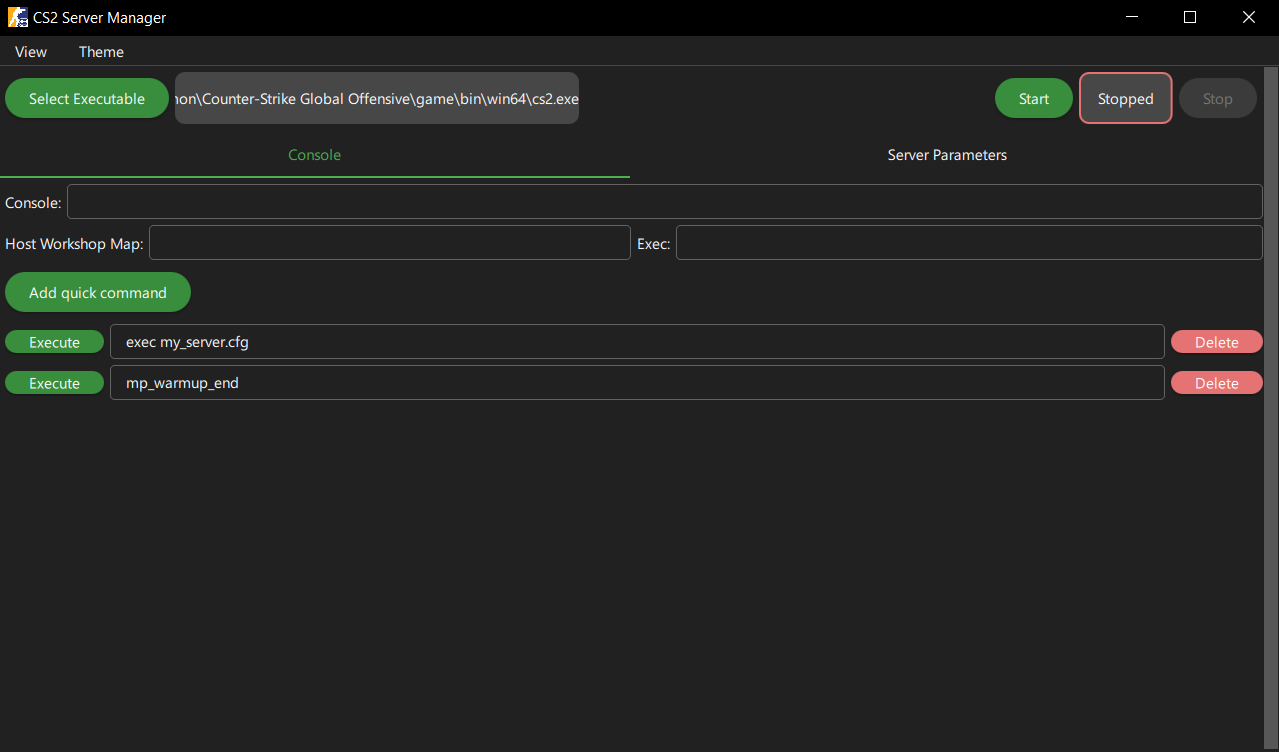 CS2 Server Manager
View Theme
Select Executable \Counter-Strike Global Offensive\game\bin\win64\cs2.exe Start Stopped Stop
Console Server Parameters
Console:
Host Workshop Map: Exec:
Add quick command
Execute exec my_server.cfg Delete
Execute mp_warmup_end Delete